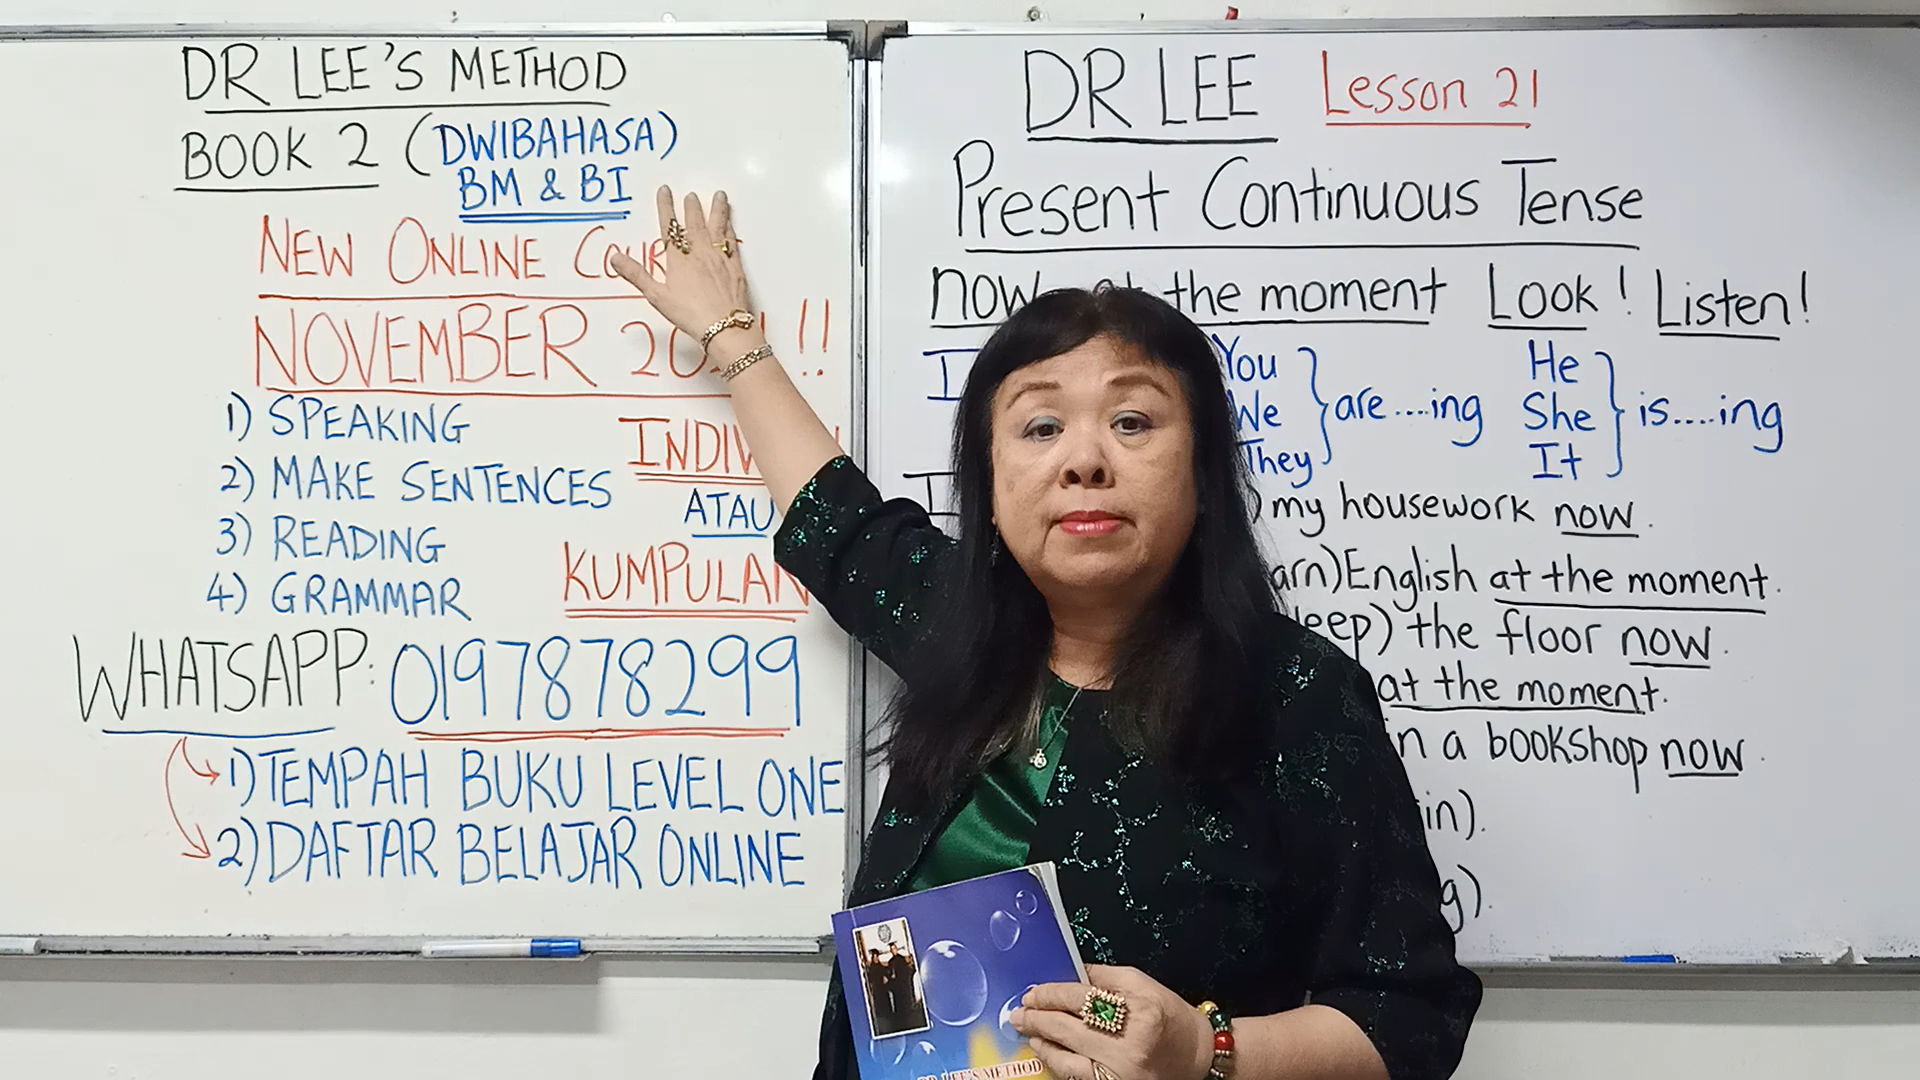 DR LEE'S METHOD
BOOK 2 (DWIBAHASA)
BM & BI
NEW ONLINE
NOVEMBER !!
1) SPEAKING
2) MAKE SENTENCES
3) READING
4) GRAMMAR
ATAU
KUMPULAN
WHATSAPP: 0197878299
1) TEMPAH BUKU LEVEL ONE
2) DAFTAR BELAJAR ONLINE
DR LEE Lesson 21
Present Continuous Tense
now the moment Look! Listen!
I
You
We
They
are....ing
He
She
It
is....ing
I ) my housework now.
) English at the moment.
) the floor now.
at the moment.
in a bookshop now.
DR LEE'S METHOD